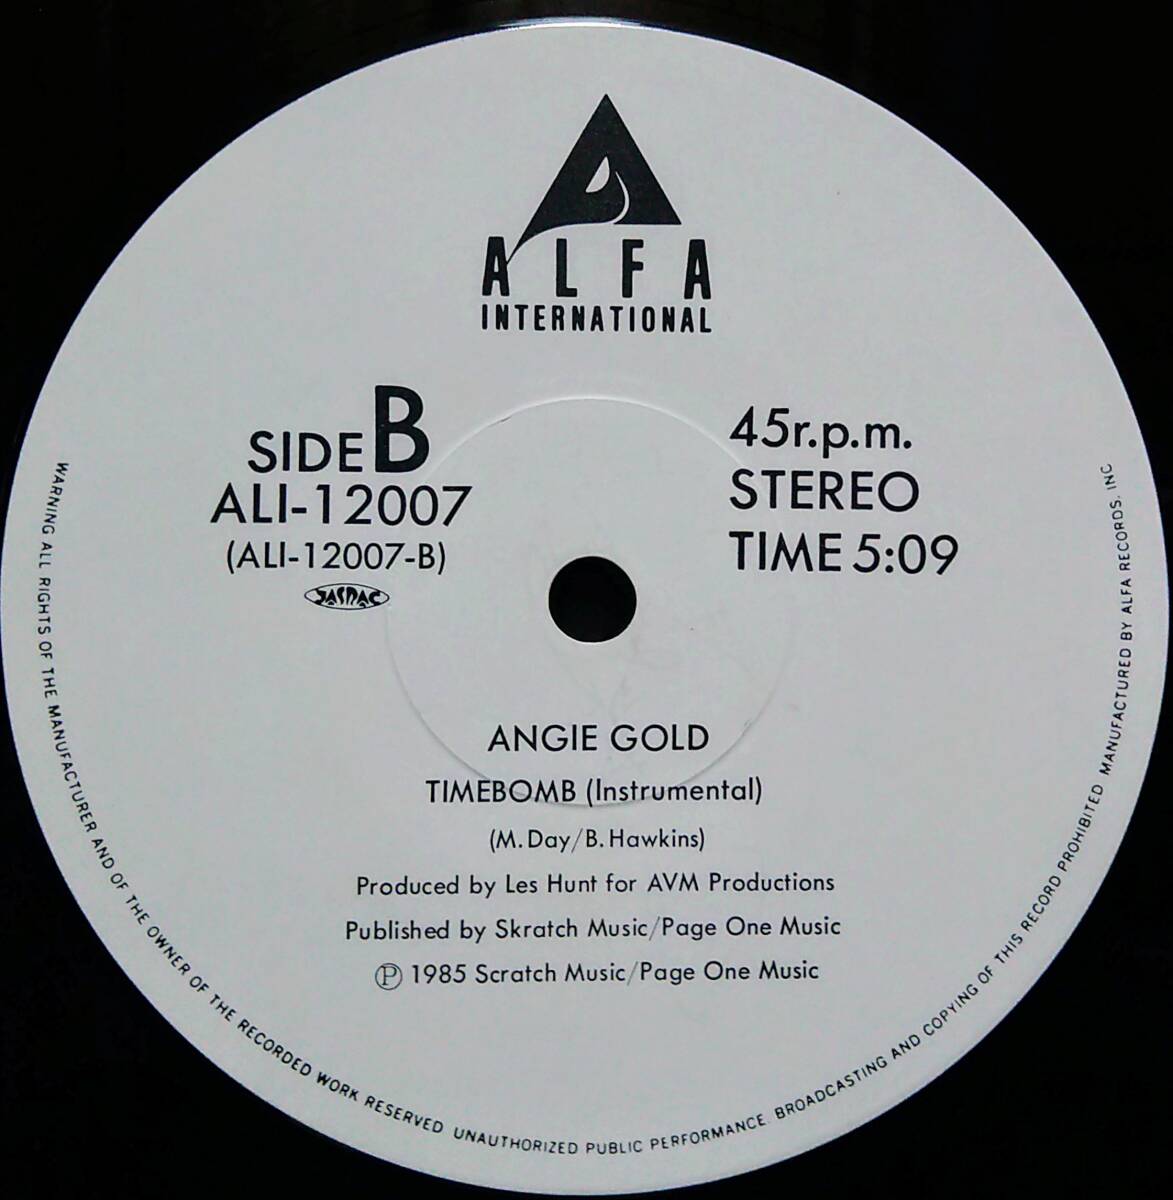 ALFA
INTERNATIONAL
SIDE B
ALI-12007
(ALI-12007-B)
JASRAC
45r.p.m.
STEREO
TIME 5:09
ANGIE GOLD
TIMEBOMB (Instrumental)
(M. Day/B. Hawkins)
Produced by Les Hunt for AVM Productions
Published by Skratch Music/Page One Music
Ⓟ 1985 Scratch Music/Page One Music
WARNING ALL RIGHTS OF THE MANUFACTURER AND OF THE OWNER OF THE RECORDED WORK RESERVED UNAUTHORIZED PUBLIC PERFORMANCE. BROADCASTING AND COPYING OF THIS RECORD PROHIBITED MANUFACTURED BY ALFA RECORDS, INC